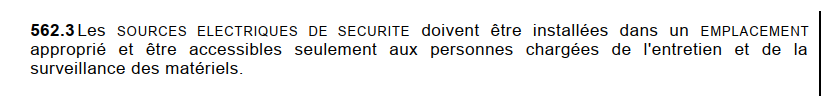 562.3 Les SOURCES ELECTRIQUES DE SECURITE doivent être installées dans un EMPLACEMENT
approprié et être accessibles seulement aux personnes chargées de l'entretien et de la
surveillance des matériels.